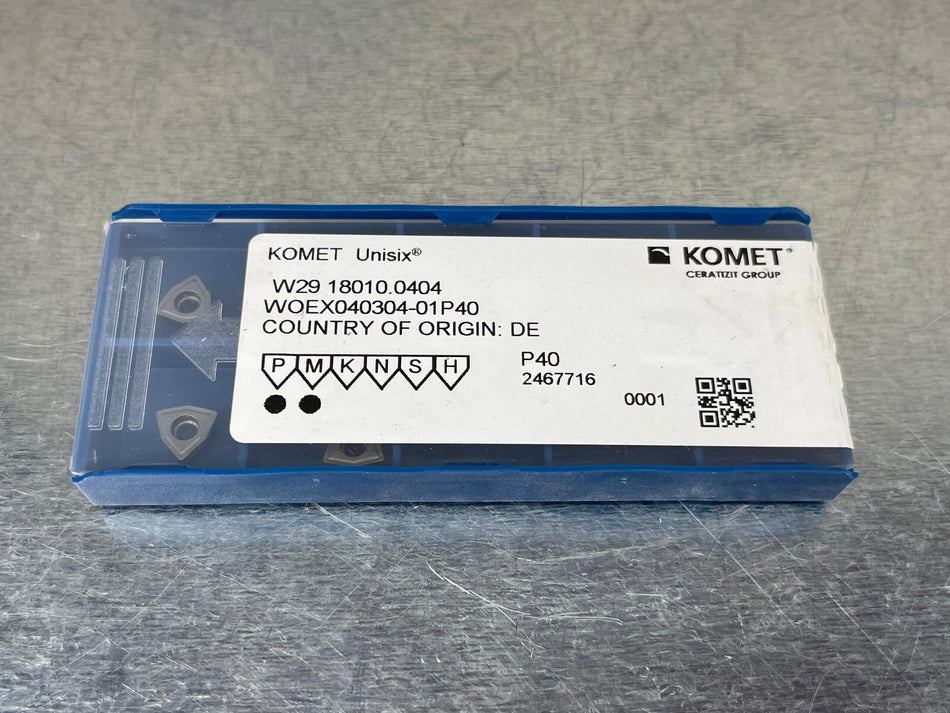 KOMET Unisix®
KOMET®
CERATIZIT GROUP
W29 18010.0404
WOEX040304-01P40
COUNTRY OF ORIGIN: DE
P M K N S H
P40
2467716
0001